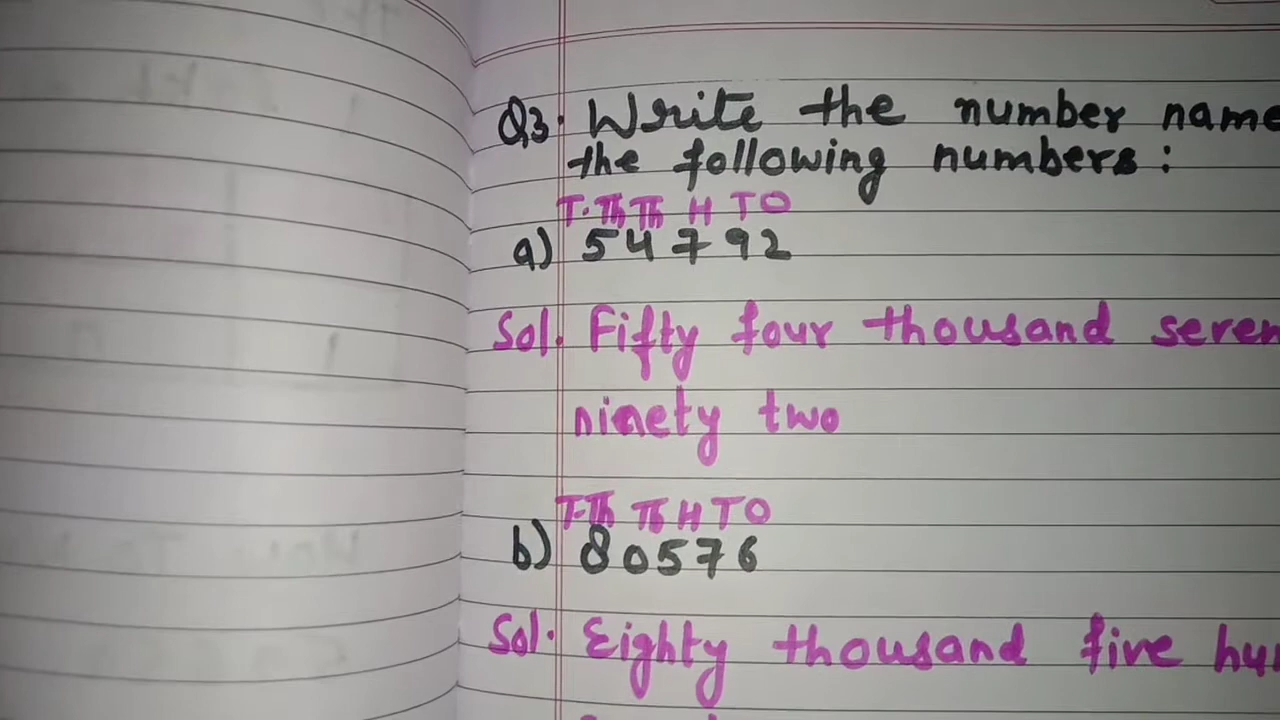 Q3. Write the number name
the following numbers:
T.Th Th H T O
a) 54792
Sol. Fifty four thousand seven
ninety two
T-Th Th H T O
b) 80576
Sol. Eighty thousand five hu